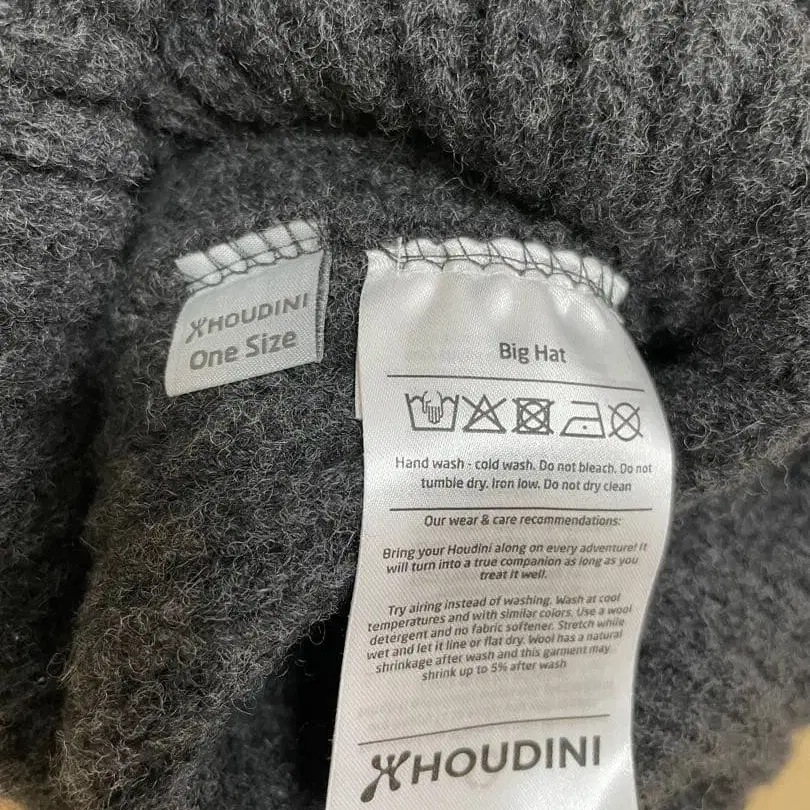 HOUDINI
One Size
Big Hat
Hand wash - cold wash. Do not bleach. Do not
tumble dry. Iron low. Do not dry clean
Our wear & care recommendations:
Bring your Houdini along on every adventure! It
will turn into a true companion as long as you
treat it well.
Try airing instead of washing. Wash at cool
temperatures and with similar colors. Use a wool
detergent and no fabric softener. Stretch while
wet and let it line or flat dry. Wool has a natural
shrinkage after wash and this garment may
shrink up to 5% after wash
HOUDINI